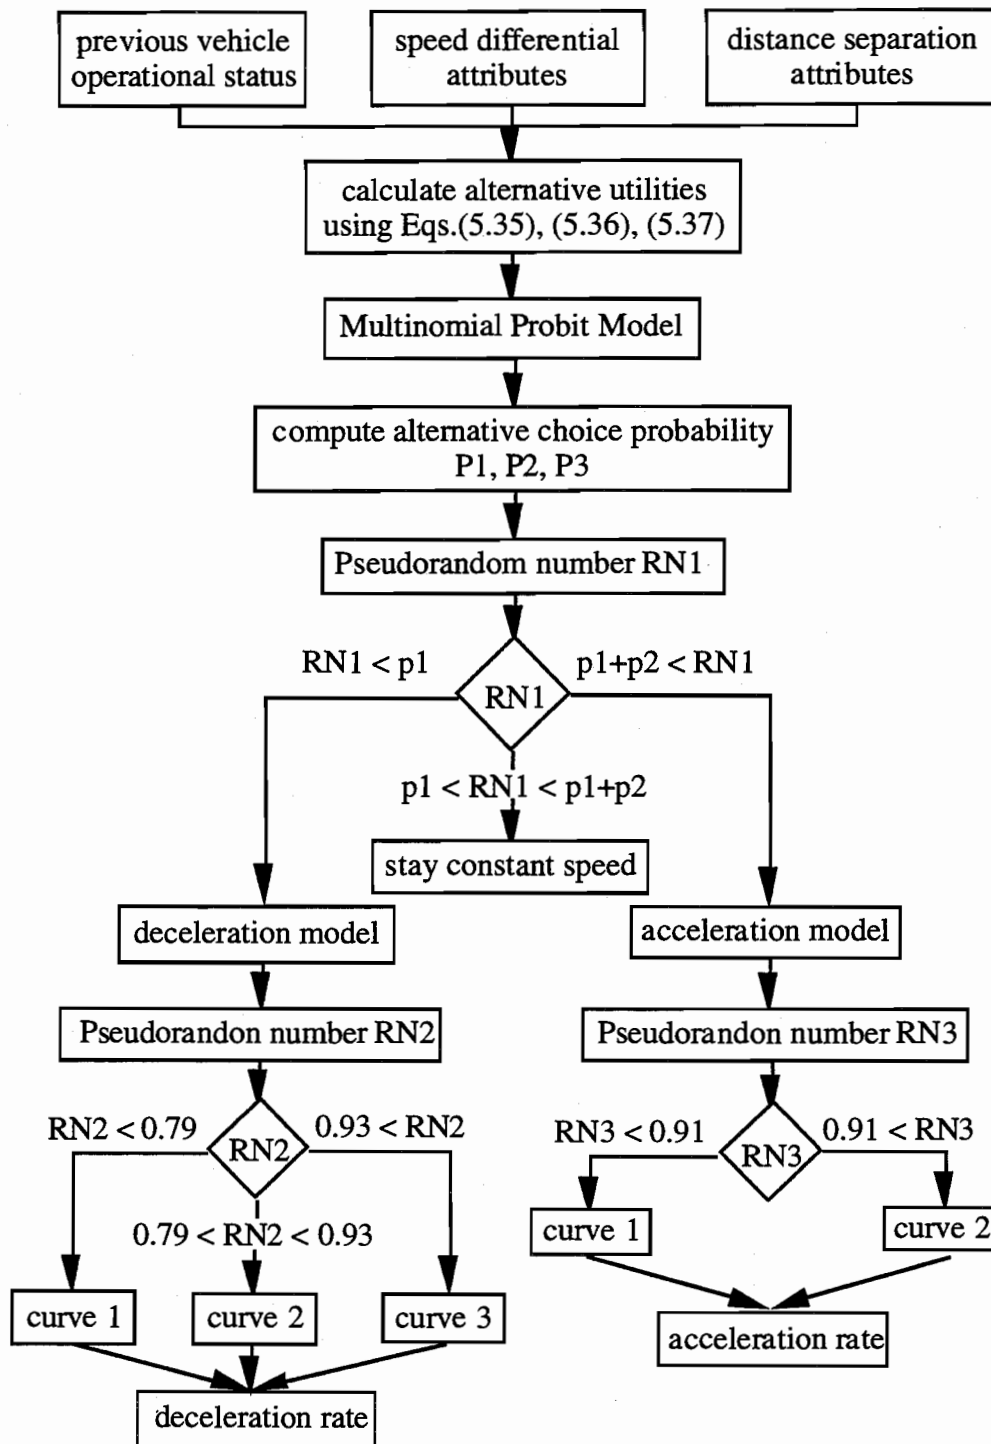 previous vehicle
operational status
speed differential
attributes
distance separation
attributes
calculate alternative utilities
using Eqs.(5.35), (5.36), (5.37)
Multinomial Probit Model
compute alternative choice probability
P1, P2, P3
Pseudorandom number RN1
RN1 < p1
p1+p2 < RN1
RN1
p1 < RN1 < p1+p2
stay constant speed
deceleration model
acceleration model
Pseudorandon number RN2
Pseudorandon number RN3
RN2 < 0.79
0.93 < RN2
RN2
RN3 < 0.91
0.91 < RN3
RN3
0.79 < RN2 < 0.93
curve 1
curve 2
curve 1
curve 2
curve 3
acceleration rate
deceleration rate